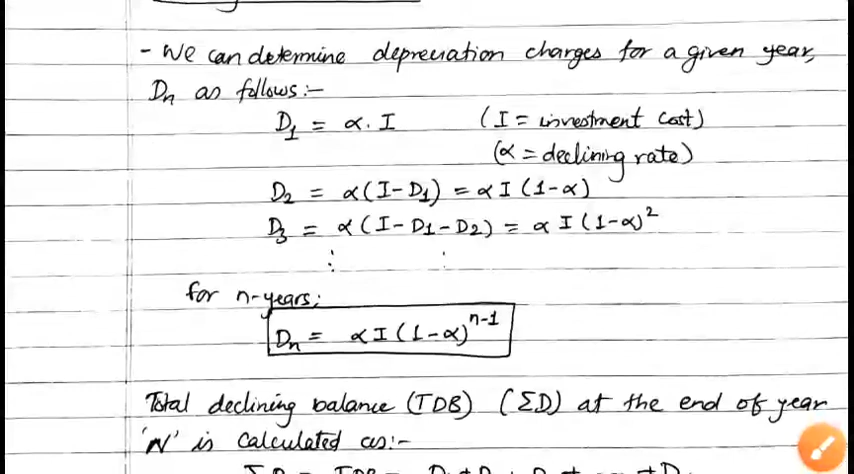 - We can determine depreciation charges for a given year,
Dn as follows:-
D1 = α. I (I = investment cost)
(α = declining rate)
D2 = α(I-D1) = αI(1-α)
D3 = α(I-D1-D2) = αI(1-α)²
⋮ ⋮
for n-years:
Dn = αI(1-α)ⁿ⁻¹
Total declining balance (TDB) (ΣD) at the end of year
'N' is calculated as:-